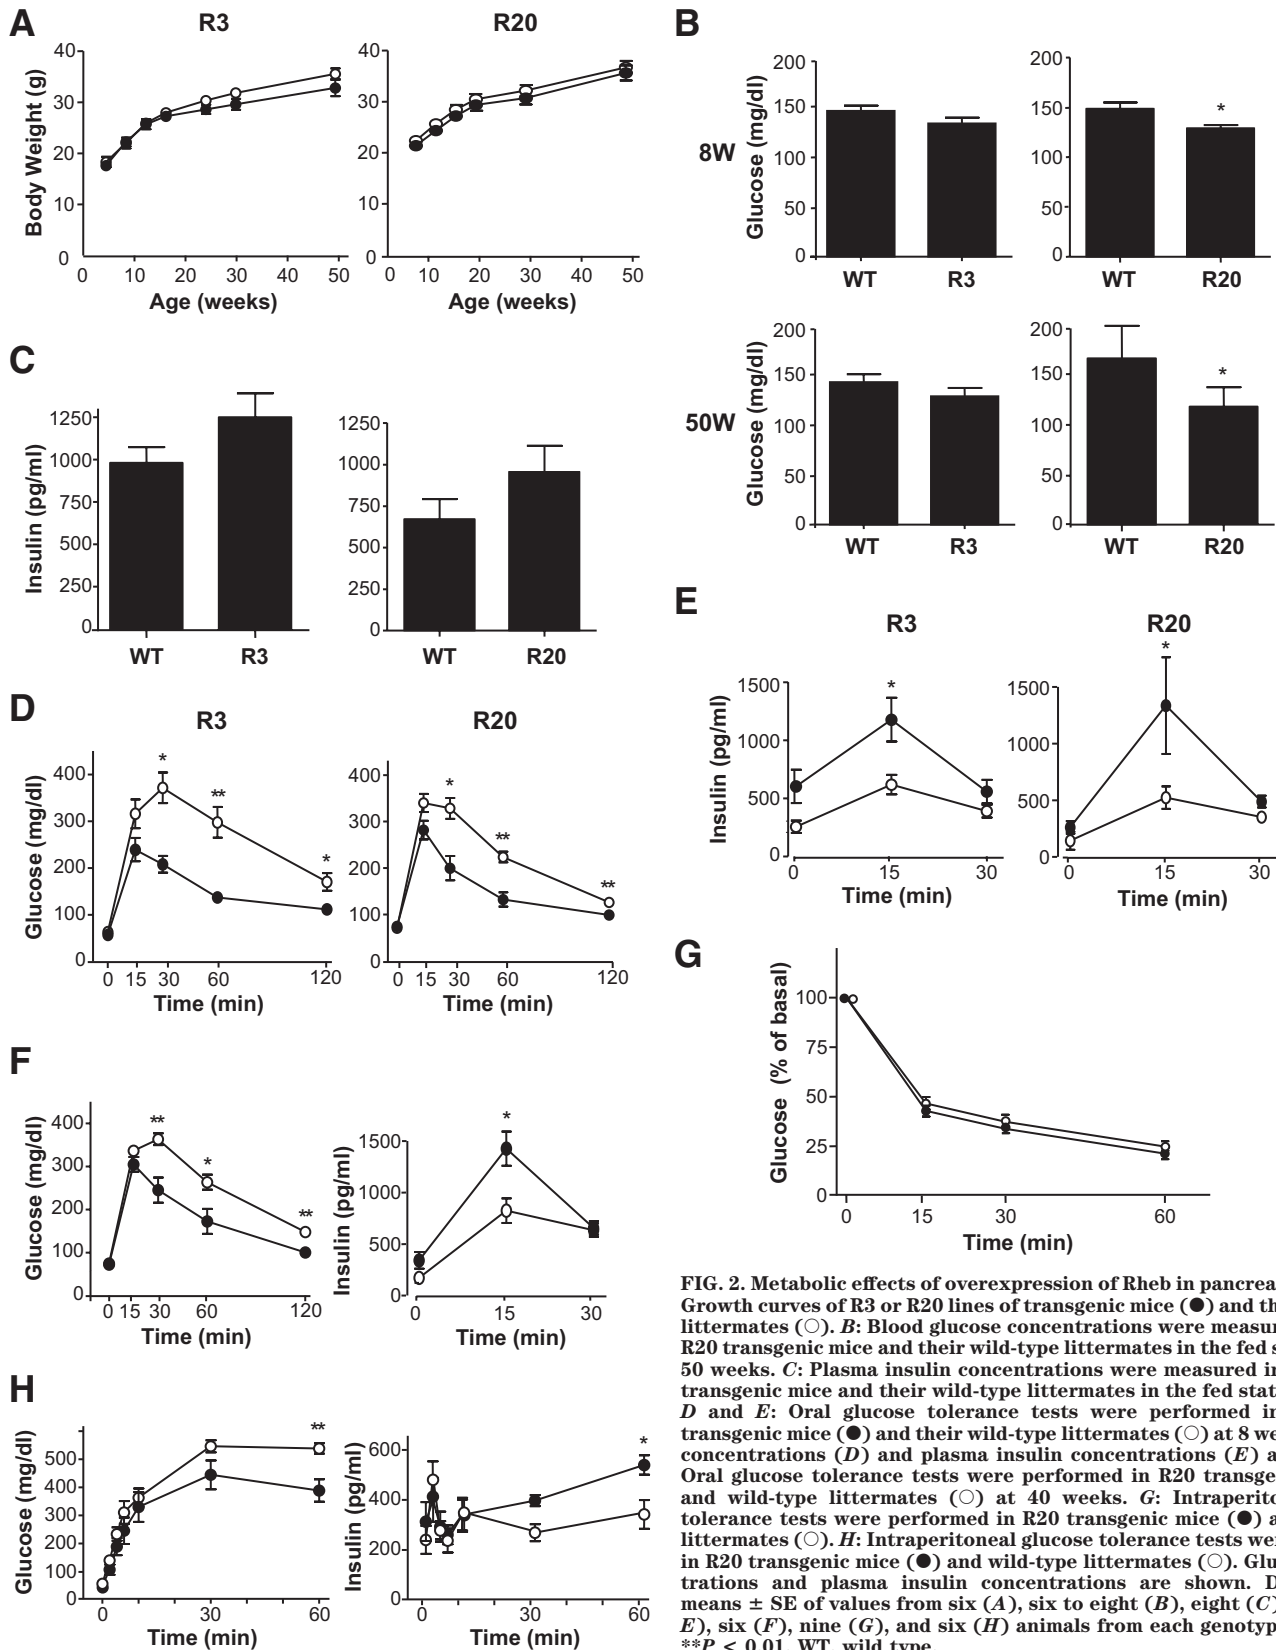 A
R3
R20
Body Weight (g)
40
30
20
10
0
0 10 20 30 40 50
Age (weeks)
40
30
20
10
0
0 10 20 30 40 50
Age (weeks)
B
8W
Glucose (mg/dl)
200
150
100
50
0
WT R3
200
150
100
50
0
*
WT R20
50W
Glucose (mg/dl)
200
150
100
50
0
WT R3
200
150
100
50
0
*
WT R20
C
Insulin (pg/ml)
1250
1000
750
500
250
0
WT R3
1250
1000
750
500
250
0
WT R20
D
R3
R20
Glucose (mg/dl)
400
300
200
100
0
* ** *
0 15 30 60 120
Time (min)
400
300
200
100
0
* ** **
0 15 30 60 120
Time (min)
E
R3
R20
Insulin (pg/ml)
1500
1000
500
0
*
0 15 30
Time (min)
1500
1000
500
0
*
0 15 30
Time (min)
F
Glucose (mg/dl)
400
300
200
100
0
** * **
0 15 30 60 120
Time (min)
Insulin (pg/ml)
1500
1000
500
0
*
0 15 30
Time (min)
G
Glucose (% of basal)
100
75
50
25
0
0 15 30 60
Time (min)
H
Glucose (mg/dl)
500
400
300
200
100
0
**
0 30 60
Time (min)
Insulin (pg/ml)
600
400
200
0
*
0 30 60
Time (min)
FIG. 2. Metabolic effects of overexpression of Rheb in pancrea
Growth curves of R3 or R20 lines of transgenic mice (●) and th
littermates (○). B: Blood glucose concentrations were measur
R20 transgenic mice and their wild-type littermates in the fed s
50 weeks. C: Plasma insulin concentrations were measured in
transgenic mice and their wild-type littermates in the fed stat
D and E: Oral glucose tolerance tests were performed in
transgenic mice (●) and their wild-type littermates (○) at 8 we
concentrations (D) and plasma insulin concentrations (E) a
Oral glucose tolerance tests were performed in R20 transge
and wild-type littermates (○) at 40 weeks. G: Intraperito
tolerance tests were performed in R20 transgenic mice (●) a
littermates (○). H: Intraperitoneal glucose tolerance tests wer
in R20 transgenic mice (●) and wild-type littermates (○). Glu
trations and plasma insulin concentrations are shown. D
means ± SE of values from six (A), six to eight (B), eight (C)
E), six (F), nine (G), and six (H) animals from each genotyp
**P < 0.01. WT, wild type.